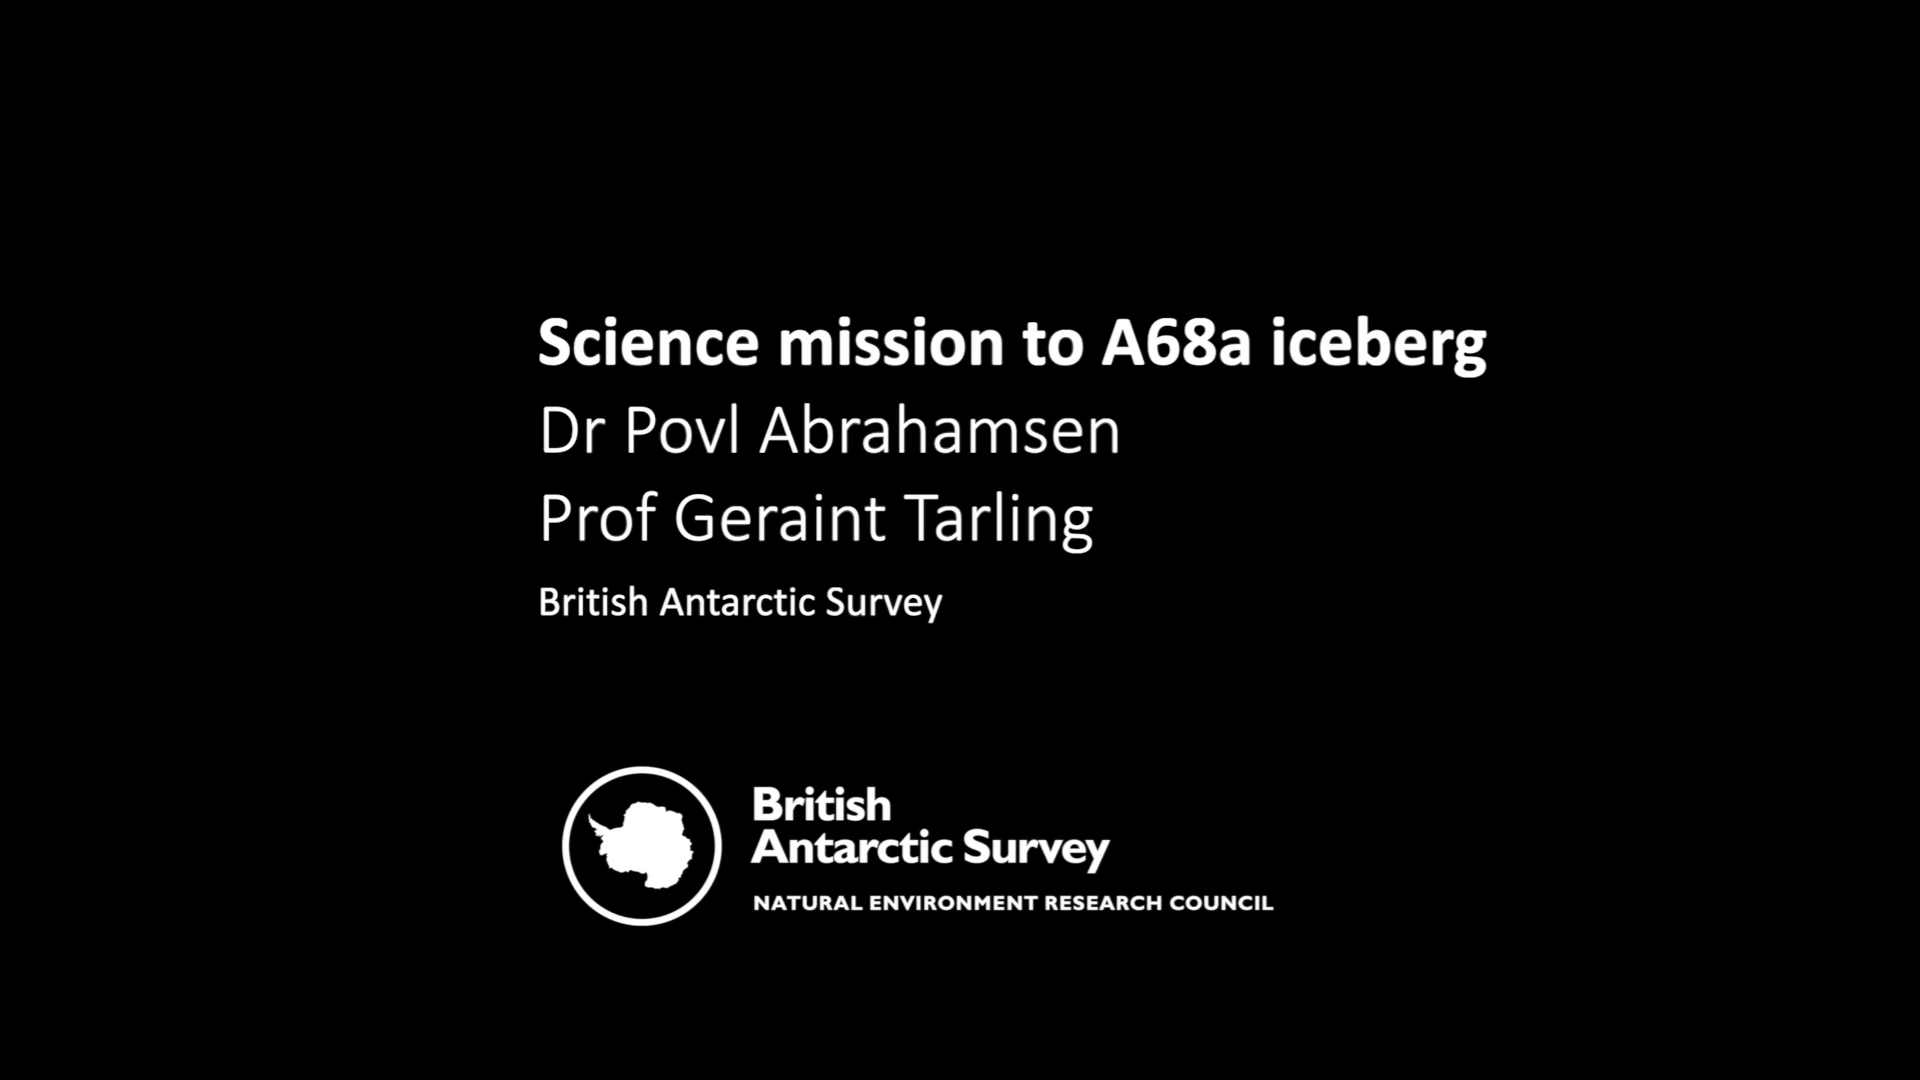 Science mission to A68a iceberg
Dr Povl Abrahamsen
Prof Geraint Tarling
British Antarctic Survey
British
Antarctic Survey
NATURAL ENVIRONMENT RESEARCH COUNCIL